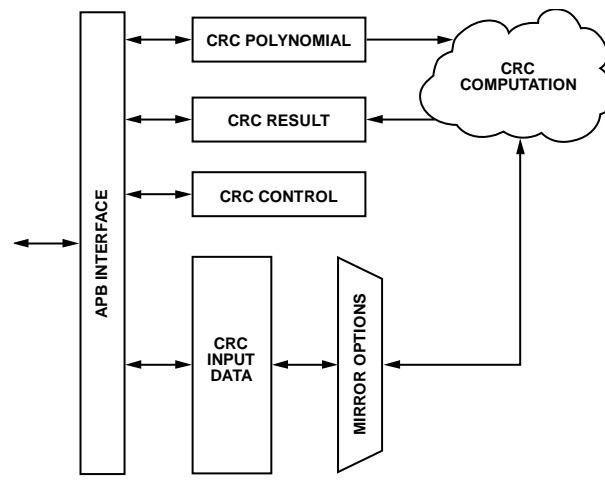 CRC POLYNOMIAL
CRC
COMPUTATION
CRC RESULT
CRC CONTROL
APB INTERFACE
CRC
INPUT
DATA
MIRROR OPTIONS